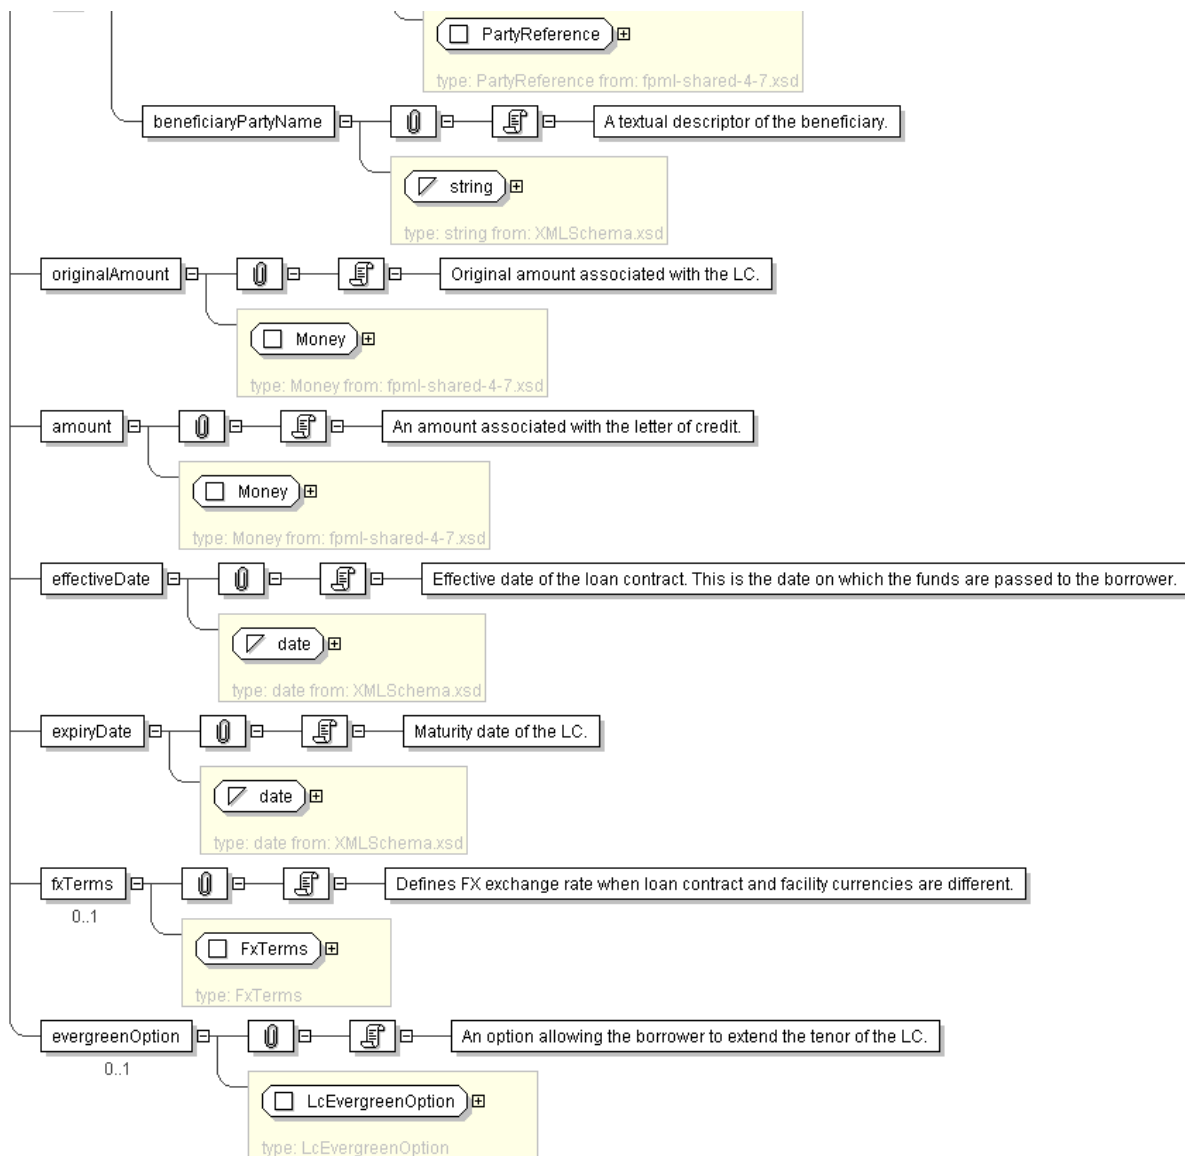 PartyReference
type: PartyReference from: fpml-shared-4-7.xsd
beneficiaryPartyName A textual descriptor of the beneficiary.
string
type: string from: XMLSchema.xsd
originalAmount Original amount associated with the LC.
Money
type: Money from: fpml-shared-4-7.xsd
amount An amount associated with the letter of credit.
Money
type: Money from: fpml-shared-4-7.xsd
effectiveDate Effective date of the loan contract. This is the date on which the funds are passed to the borrower.
date
type: date from: XMLSchema.xsd
expiryDate Maturity date of the LC.
date
type: date from: XMLSchema.xsd
fxTerms Defines FX exchange rate when loan contract and facility currencies are different.
0..1
FxTerms
type: FxTerms
evergreenOption An option allowing the borrower to extend the tenor of the LC.
0..1
LcEvergreenOption
type: LcEvergreenOption